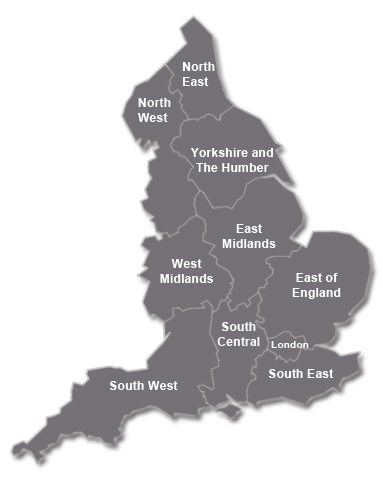 North
East
North
West
Yorkshire and
The Humber
East
Midlands
West
Midlands
East of
England
South
Central
London
South East
South West